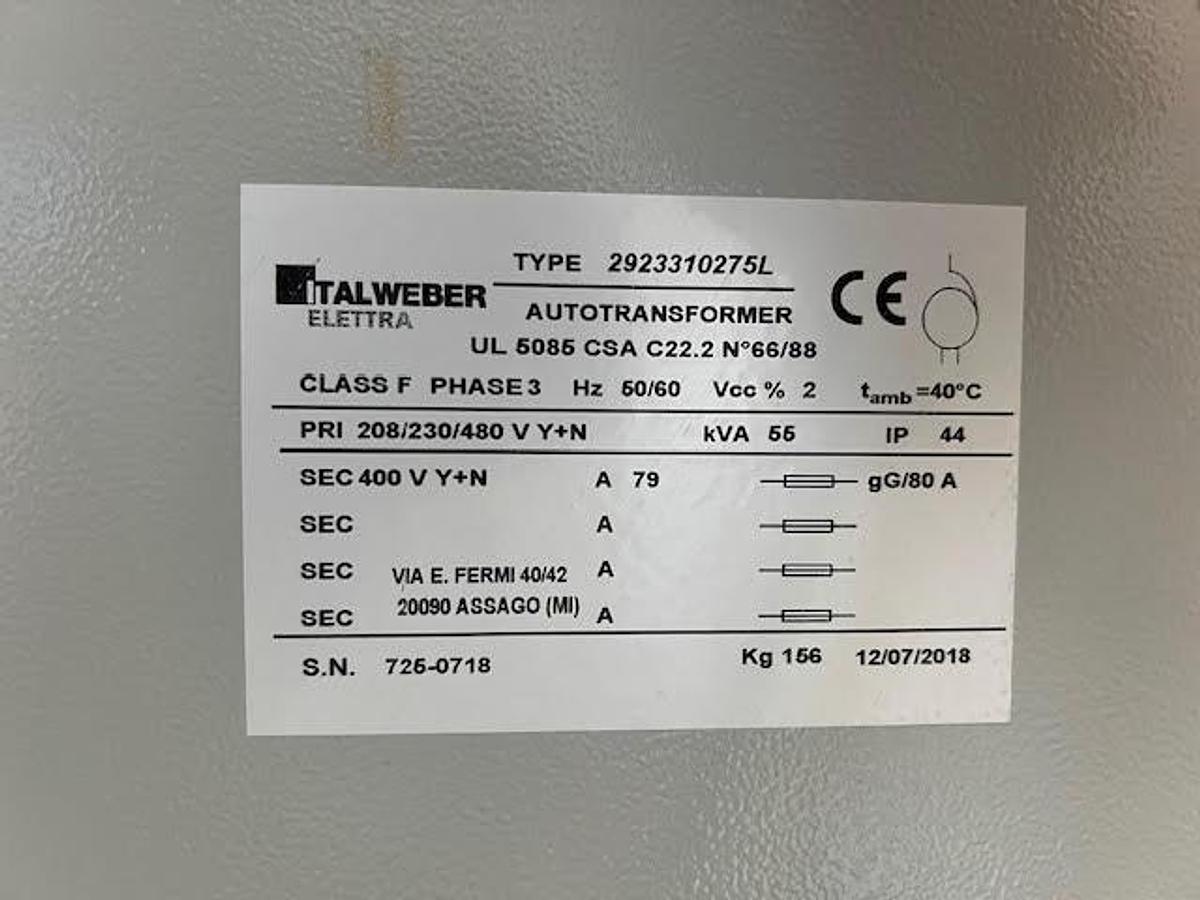 ITALWEBER
ELETTRA
TYPE 2923310275L
AUTOTRANSFORMER
CE
UL 5085 CSA C22.2 N°66/88
CLASS F PHASE 3 Hz 50/60 Vcc % 2 tamb =40°C
PRI 208/230/480 V Y+N kVA 55 IP 44
SEC 400 V Y+N A 79 gG/80 A
SEC A
SEC VIA E. FERMI 40/42 A
SEC 20090 ASSAGO (MI) A
S.N. 725-0718 Kg 156 12/07/2018